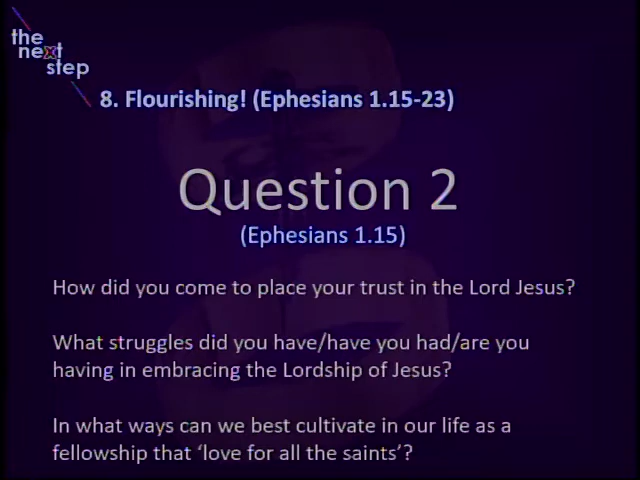 the
next
step
8. Flourishing! (Ephesians 1.15-23)
Question 2
(Ephesians 1.15)
How did you come to place your trust in the Lord Jesus?
What struggles did you have/have you had/are you
having in embracing the Lordship of Jesus?
In what ways can we best cultivate in our life as a
fellowship that ‘love for all the saints’?